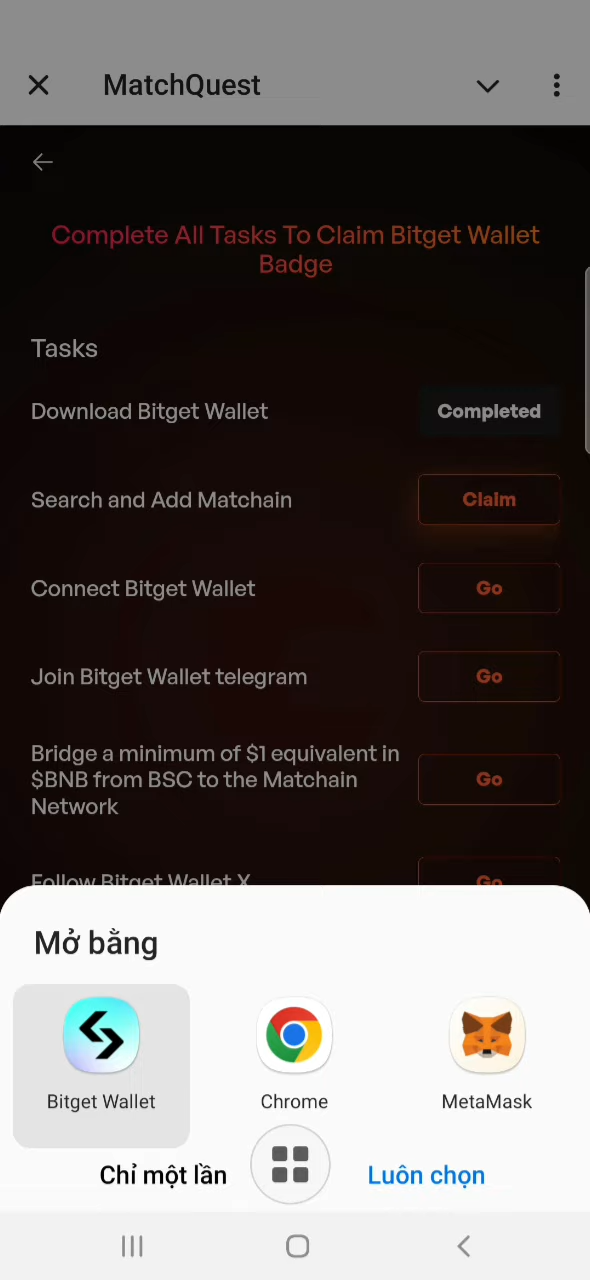 MatchQuest
Complete All Tasks To Claim Bitget Wallet
Badge
Tasks
Download Bitget Wallet
Completed
Search and Add Matchain
Claim
Connect Bitget Wallet
Go
Join Bitget Wallet telegram
Go
Bridge a minimum of $1 equivalent in
$BNB from BSC to the Matchain
Network
Go
Follow Bitget Wallet X
Go
Mở bằng
Bitget Wallet
Chrome
MetaMask
Chỉ một lần
Luôn chọn